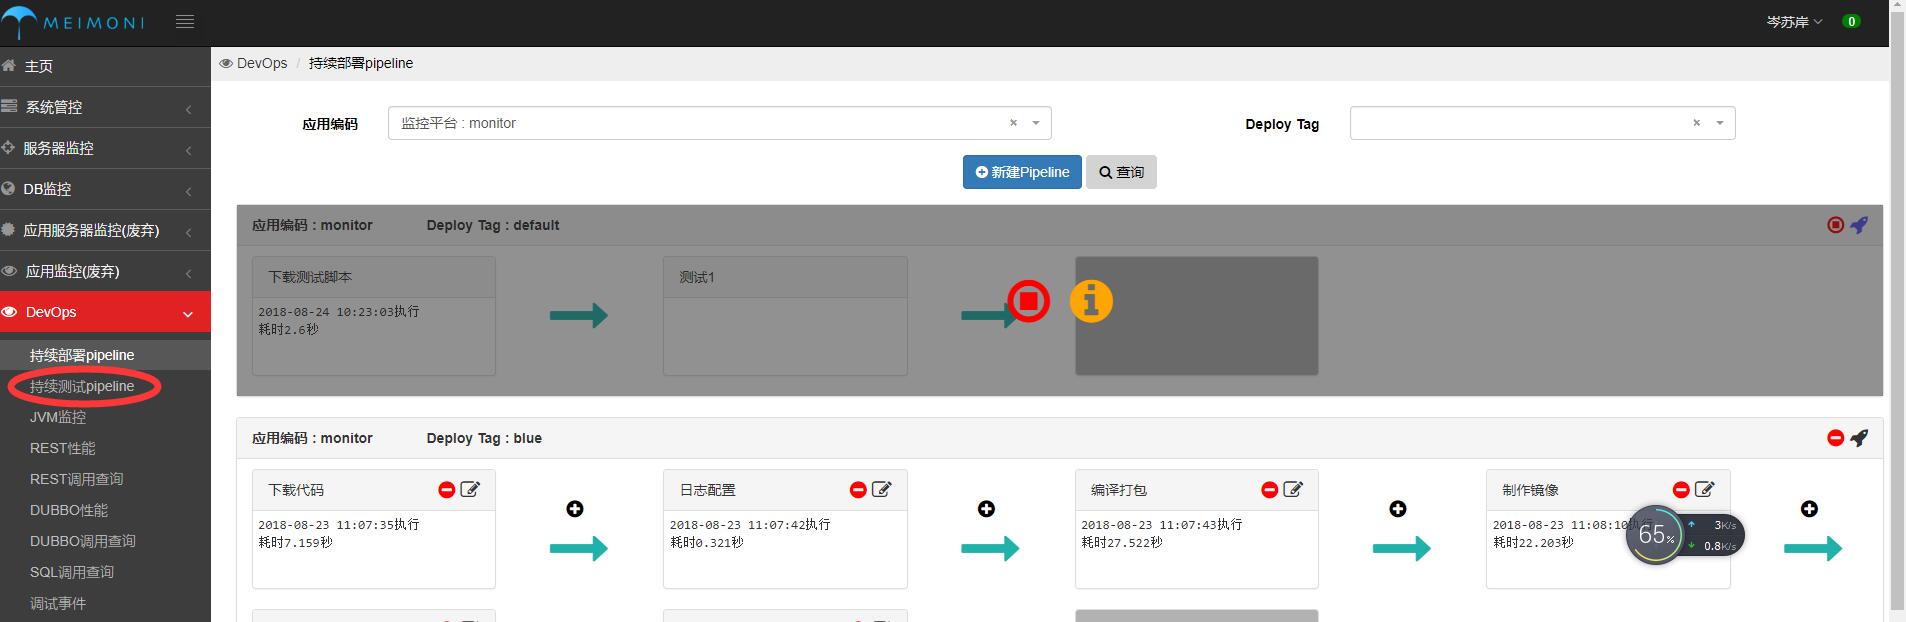 MEIMONI
岑苏岸
0
主页
系统管控
服务器监控
DB监控
应用服务器监控(废弃)
应用监控(废弃)
DevOps
持续部署pipeline
持续测试pipeline
JVM监控
REST性能
REST调用查询
DUBBO性能
DUBBO调用查询
SQL调用查询
调试事件
DevOps / 持续部署pipeline
应用编码 监控平台 : monitor × Deploy Tag ×
新建Pipeline 查询
应用编码 : monitor Deploy Tag : default
下载测试脚本
2018-08-24 10:23:03执行
耗时2.6秒
测试1
应用编码 : monitor Deploy Tag : blue
下载代码
2018-08-23 11:07:35执行
耗时7.159秒
日志配置
2018-08-23 11:07:42执行
耗时0.321秒
编译打包
2018-08-23 11:07:43执行
耗时27.522秒
制作镜像
2018-08-23 11:08:10执行
耗时22.203秒
65%
3K/s
0.8K/s